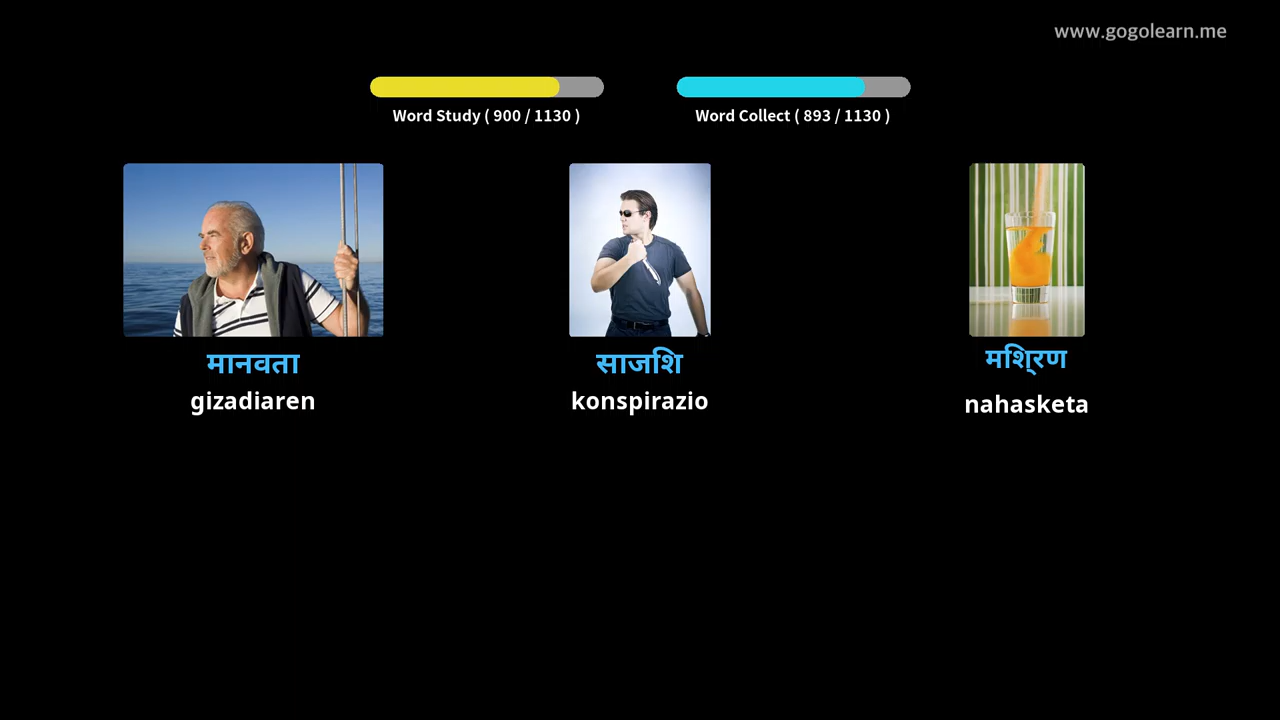 www.gogolearn.me
Word Study ( 900 / 1130 )
Word Collect ( 893 / 1130 )
मानवता
साजिश
मिश्रण
gizadiaren
konspirazio
nahasketa